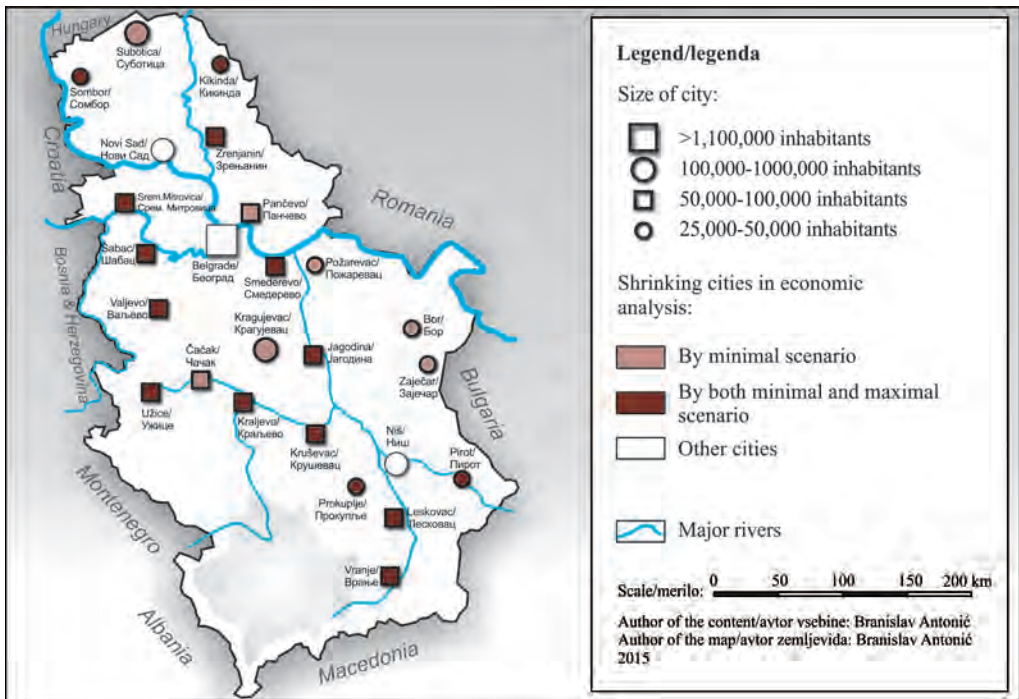 Hungary
Subotica/
Суботица
Sombor/
Сомбор
Kikinda/
Кикинда
Croatia
Novi Sad/
Нови Сад
Zrenjanin/
Зрењанин
Srem.Mitrovica/
Срем. Митровица
Pančevo/
Панчево
Romania
Šabac/
Шабац
Belgrade/
Београд
Smederevo/
Смедерево
Požarevac/
Пожаревац
Bosnia & Herzegovina
Valjevo/
Ваљево
Kragujevac/
Крагујевац
Bor/
Бор
Jagodina/
Јагодина
Čačak/
Чачак
Zaječar/
Зајечар
Bulgaria
Užice/
Ужице
Kraljevo/
Краљево
Kruševac/
Крушевац
Niš/
Ниш
Pirot/
Пирот
Montenegro
Prokuplje/
Прокупље
Leskovac/
Лесковац
Vranje/
Врање
Albania
Macedonia
Legend/legenda
Size of city:
>1,100,000 inhabitants
100,000-1000,000 inhabitants
50,000-100,000 inhabitants
25,000-50,000 inhabitants
Shrinking cities in economic
analysis:
By minimal scenario
By both minimal and maximal
scenario
Other cities
Major rivers
Scale/merilo: 0 50 100 150 200 km
Author of the content/avtor vsebine: Branislav Antonić
Author of the map/avtor zemljevida: Branislav Antonić
2015